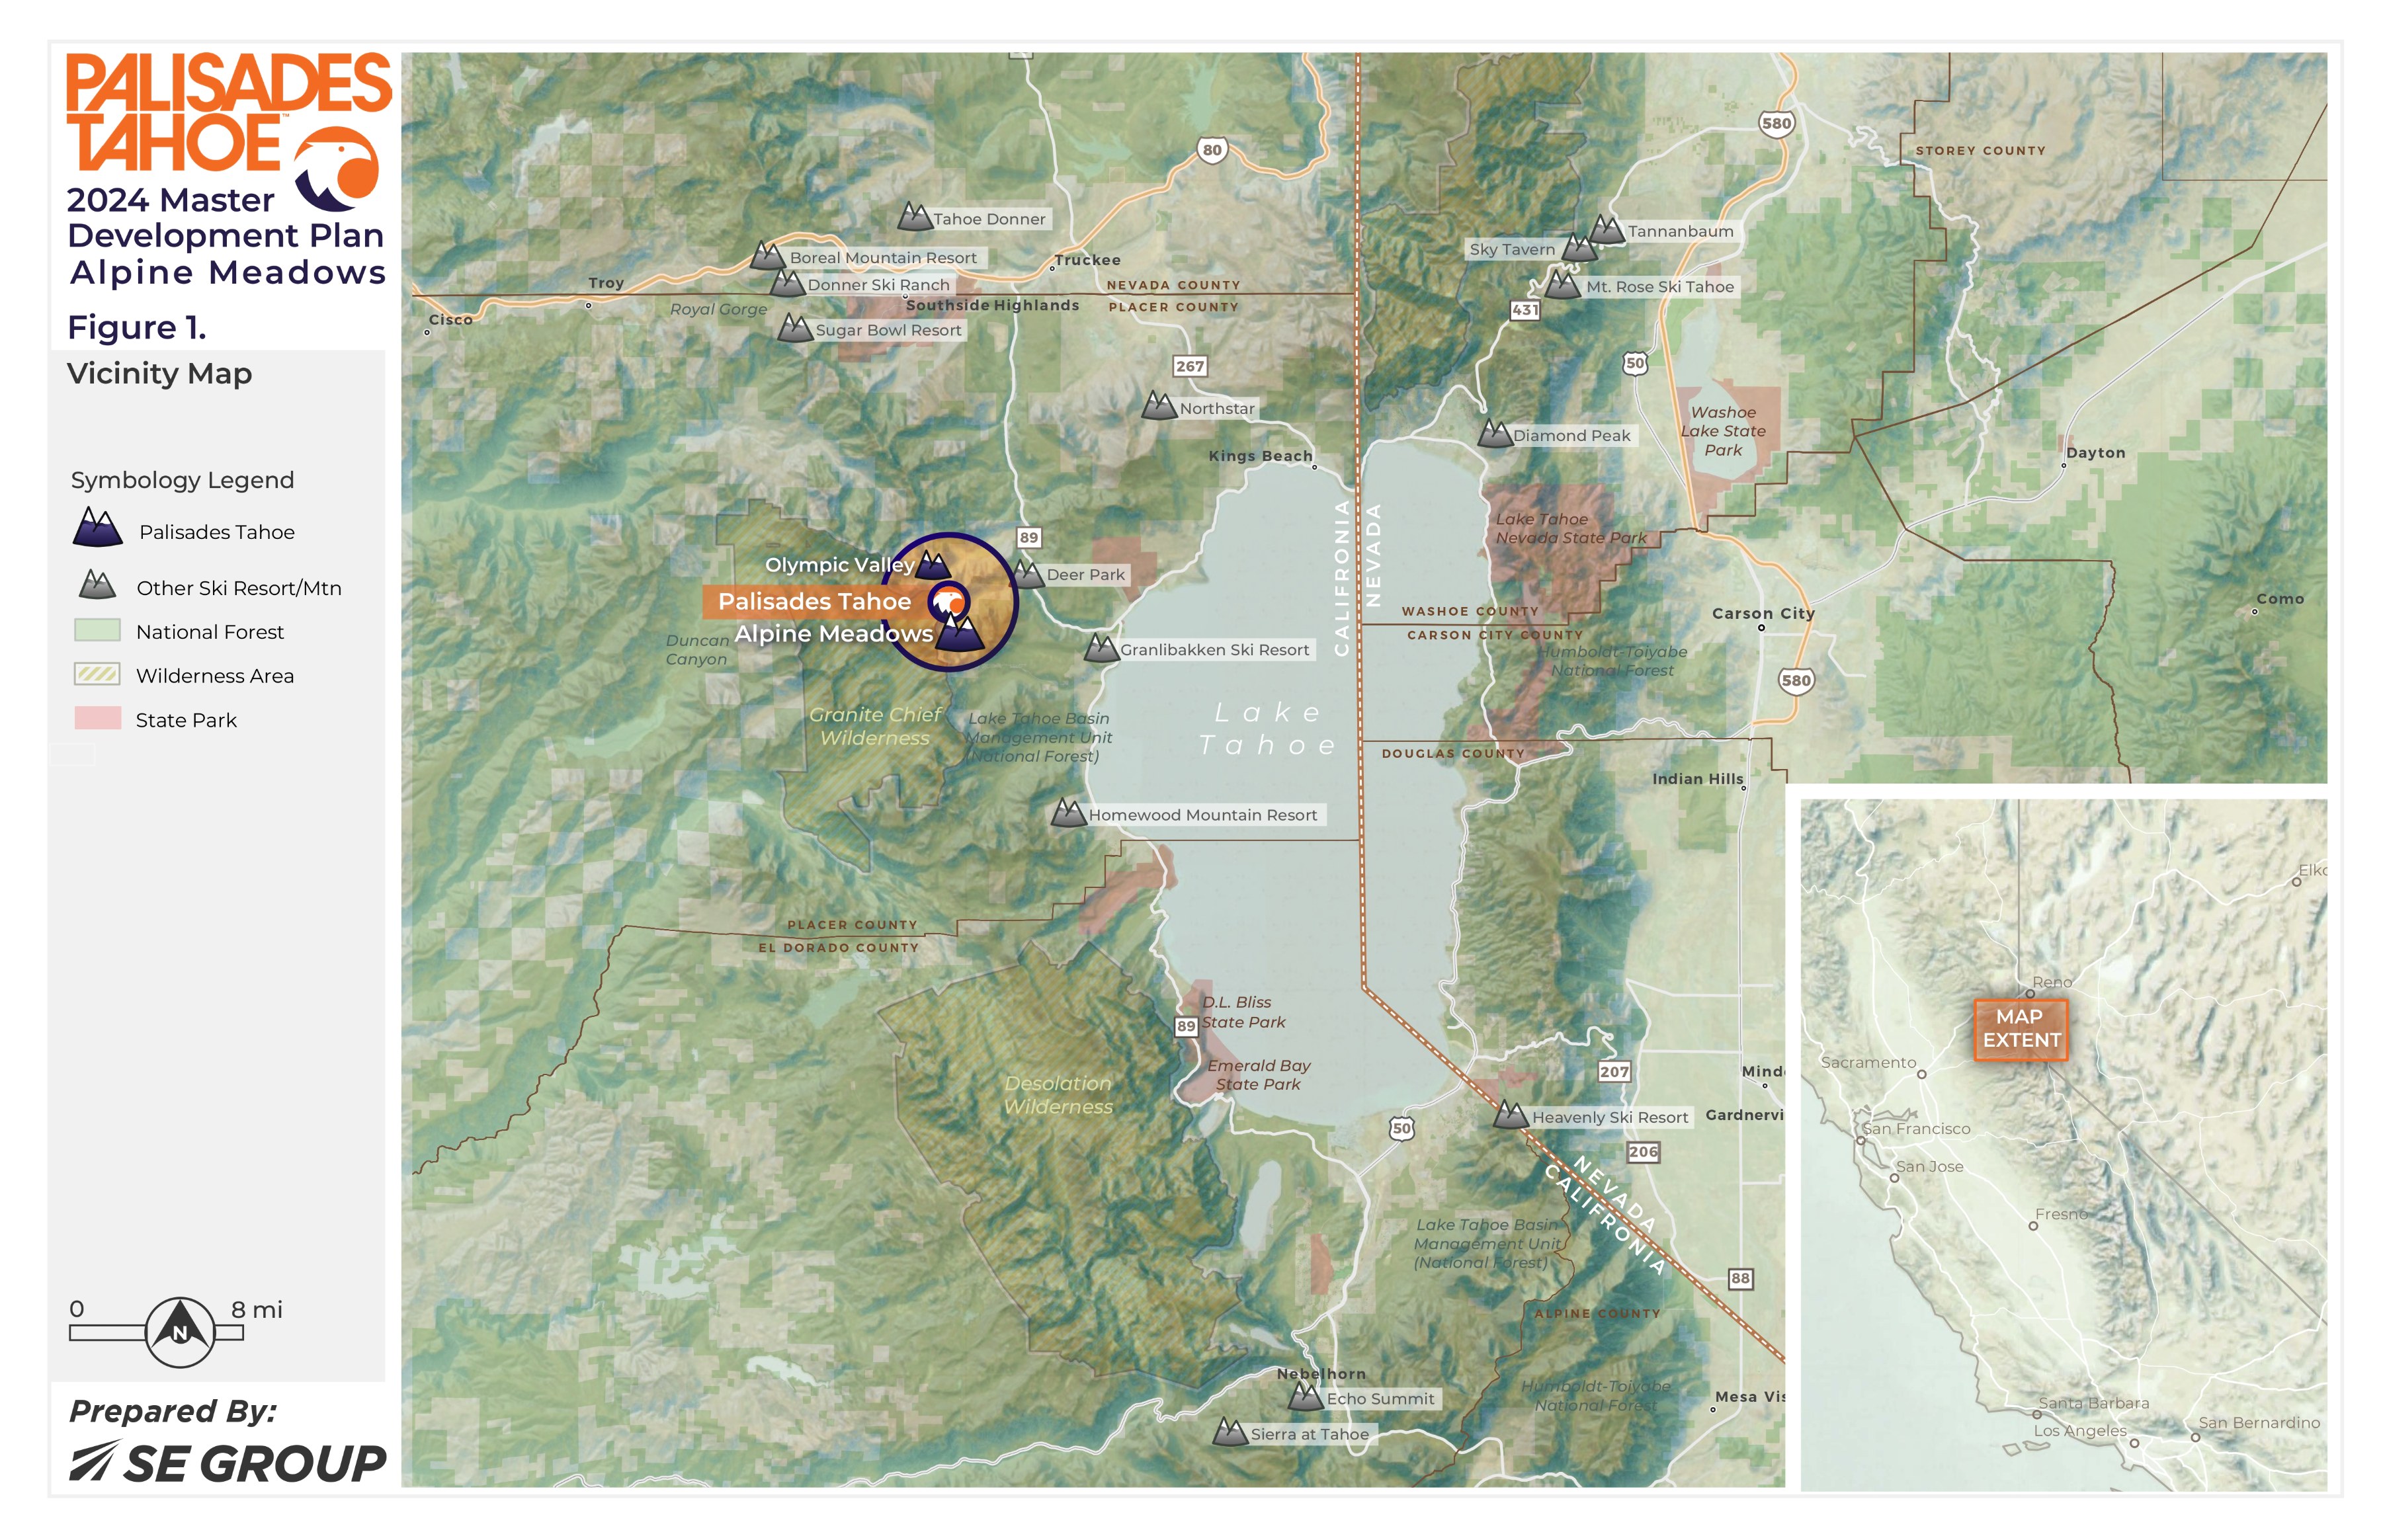 PALISADES
TAHOE™
2024 Master
Development Plan
Alpine Meadows
Figure 1.
Vicinity Map
Symbology Legend
Palisades Tahoe
Other Ski Resort/Mtn
National Forest
Wilderness Area
State Park
0
8 mi
N
Prepared By:
SE GROUP
80
580
STOREY COUNTY
Tahoe Donner
Tannanbaum
Sky Tavern
Boreal Mountain Resort
Truckee
Troy
Donner Ski Ranch
NEVADA COUNTY
Mt. Rose Ski Tahoe
Royal Gorge
Southside Highlands
PLACER COUNTY
431
Cisco
Sugar Bowl Resort
267
50
Northstar
Washoe
Lake State
Park
Diamond Peak
Kings Beach
Dayton
CALIFRONIA
NEVADA
Lake Tahoe
Nevada State Park
89
Olympic Valley
Deer Park
Palisades Tahoe
Alpine Meadows
WASHOE COUNTY
CARSON CITY COUNTY
Carson City
Como
Duncan
Canyon
Granlibakken Ski Resort
Humboldt-Toiyabe
National Forest
580
Granite Chief
Wilderness
Lake Tahoe Basin
Management Unit
(National Forest)
Lake
Tahoe
DOUGLAS COUNTY
Indian Hills
Homewood Mountain Resort
PLACER COUNTY
EL DORADO COUNTY
D.L. Bliss
State Park
89
Emerald Bay
State Park
Desolation
Wilderness
207
Mind
Heavenly Ski Resort
Gardnervi
50
206
NEVADA
CALIFRONIA
Lake Tahoe Basin
Management Unit
(National Forest)
88
ALPINE COUNTY
Nebelhorn
Echo Summit
Humboldt-Toiyabe
National Forest
Mesa Vis
Sierra at Tahoe
Elko
Reno
MAP
EXTENT
Sacramento
San Francisco
San Jose
Fresno
Santa Barbara
Los Angeles
San Bernardino